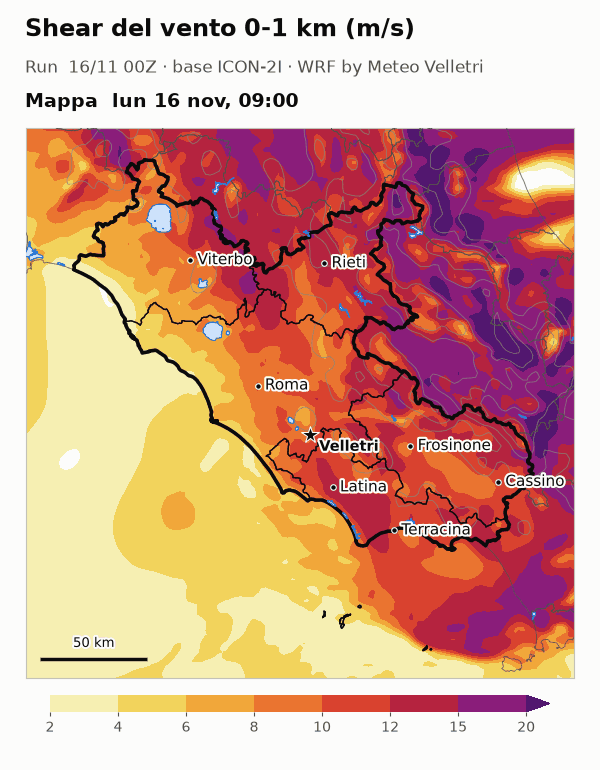 Shear del vento 0-1 km (m/s)
Run  16/11 00Z · base ICON-2I · WRF by Meteo Velletri
Mappa  lun 16 nov, 09:00
Viterbo
Rieti
Roma
Velletri
Frosinone
Cassino
Latina
Terracina
50 km
2 4 6 8 10 12 15 20